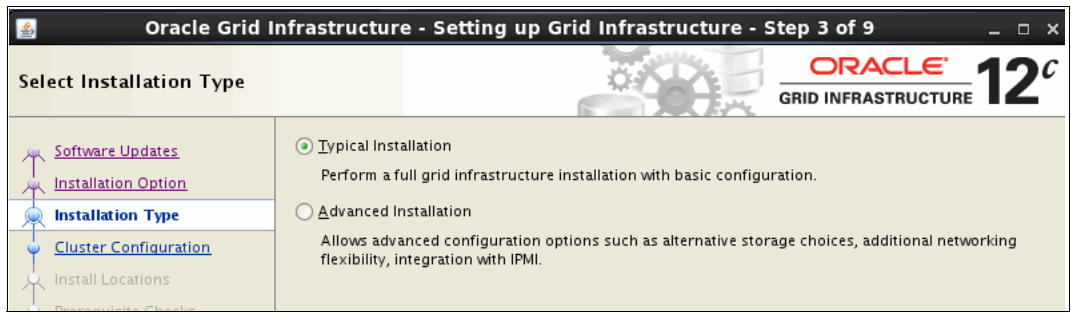 Oracle Grid Infrastructure - Setting up Grid Infrastructure - Step 3 of 9
Select Installation Type
ORACLE
GRID INFRASTRUCTURE
12c
Software Updates
Installation Option
Installation Type
Cluster Configuration
Install Locations
Prerequisite Checks
Typical Installation
Perform a full grid infrastructure installation with basic configuration.
Advanced Installation
Allows advanced configuration options such as alternative storage choices, additional networking
flexibility, integration with IPMI.